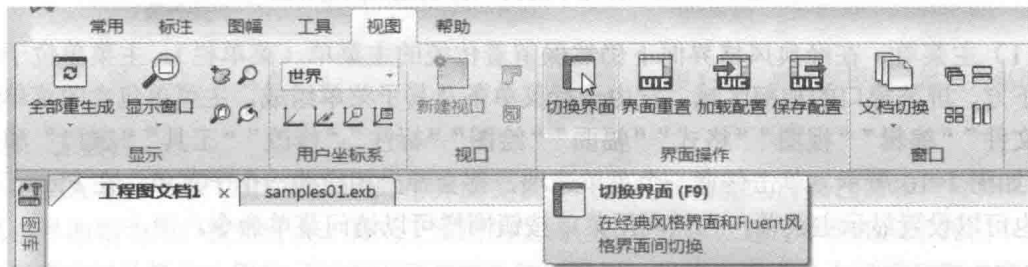 常用 标注 图幅 工具 视图 帮助
世界
全部重生成 显示窗口 新建视口 切换界面 界面重置 加载配置 保存配置 文档切换
显示 用户坐标系 视口 界面操作 窗口
工程图文档1 × samples01.exb
图库
切换界面 (F9)
在经典风格界面和Fluent风
格界面间切换